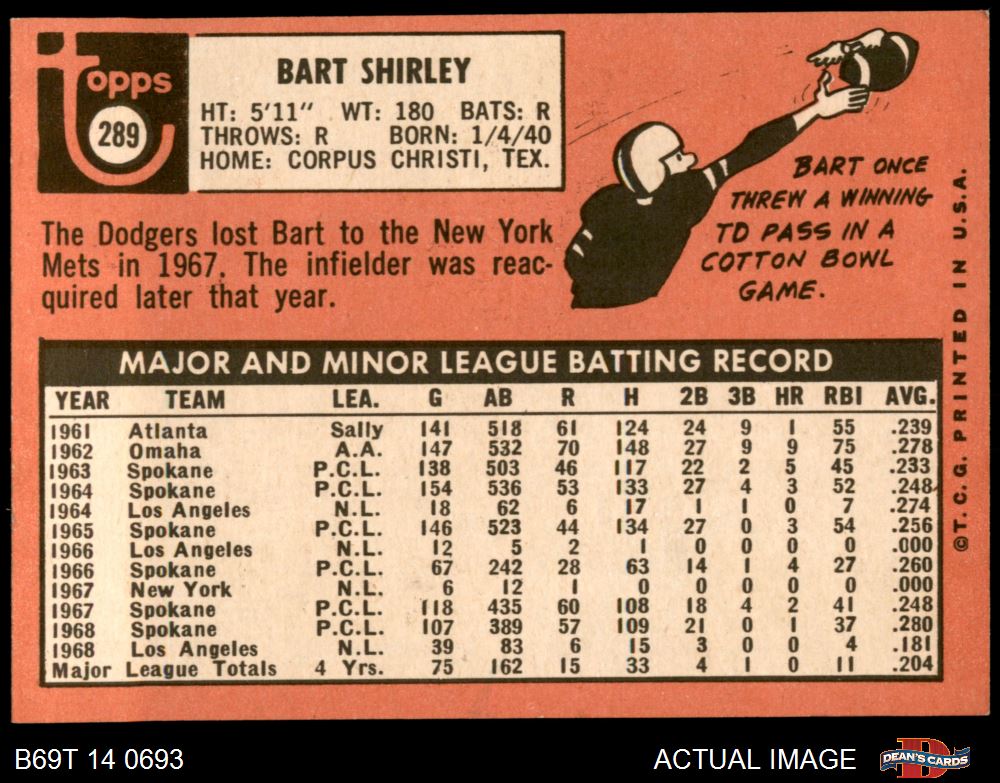 topps
289
BART SHIRLEY
HT: 5'11" WT: 180 BATS: R
THROWS: R BORN: 1/4/40
HOME: CORPUS CHRISTI, TEX.
BART ONCE
THREW A WINNING
TD PASS IN A
COTTON BOWL
GAME.
The Dodgers lost Bart to the New York
Mets in 1967. The infielder was reac-
quired later that year.
MAJOR AND MINOR LEAGUE BATTING RECORD
YEAR TEAM LEA. G AB R H 2B 3B HR RBI AVG.
1961 Atlanta Sally 141 518 61 124 24 9 1 55 .239
1962 Omaha A.A. 147 532 70 148 27 9 9 75 .278
1963 Spokane P.C.L. 138 503 46 117 22 2 5 45 .233
1964 Spokane P.C.L. 154 536 53 133 27 4 3 52 .248
1964 Los Angeles N.L. 18 62 6 17 1 1 0 7 .274
1965 Spokane P.C.L. 146 523 44 134 27 0 3 54 .256
1966 Los Angeles N.L. 12 5 2 1 0 0 0 0 .000
1966 Spokane P.C.L. 67 242 28 63 14 1 4 27 .260
1967 New York N.L. 6 12 1 0 0 0 0 0 .000
1967 Spokane P.C.L. 118 435 60 108 18 4 2 41 .248
1968 Spokane P.C.L. 107 389 57 109 21 0 1 37 .280
1968 Los Angeles N.L. 39 83 6 15 3 0 0 4 .181
Major League Totals 4 Yrs. 75 162 15 33 4 1 0 11 .204
©T.C.G. PRINTED IN U.S.A.
B69T 14 0693
ACTUAL IMAGE
DEAN'S CARDS